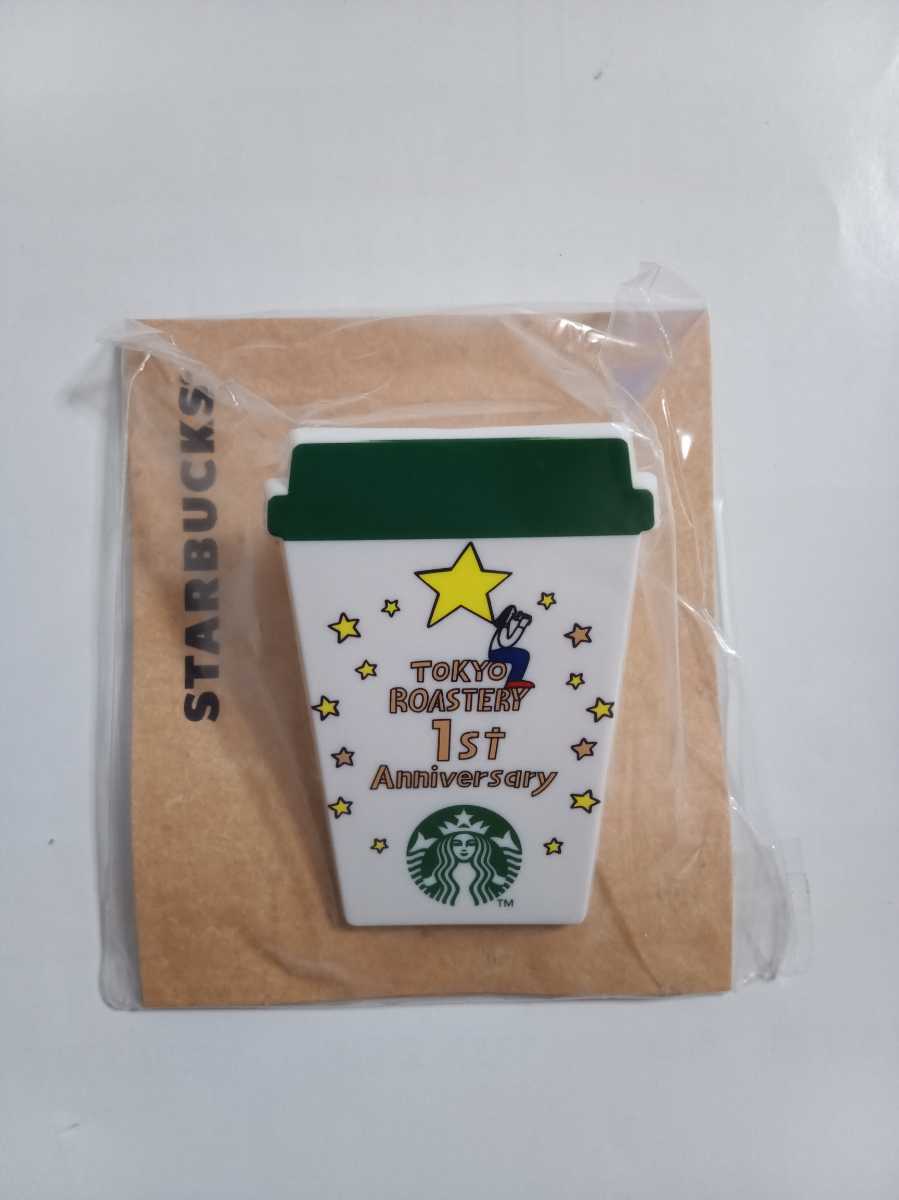 STARBUCKS
TOKYO
ROASTERY
1st
Anniversary
TM